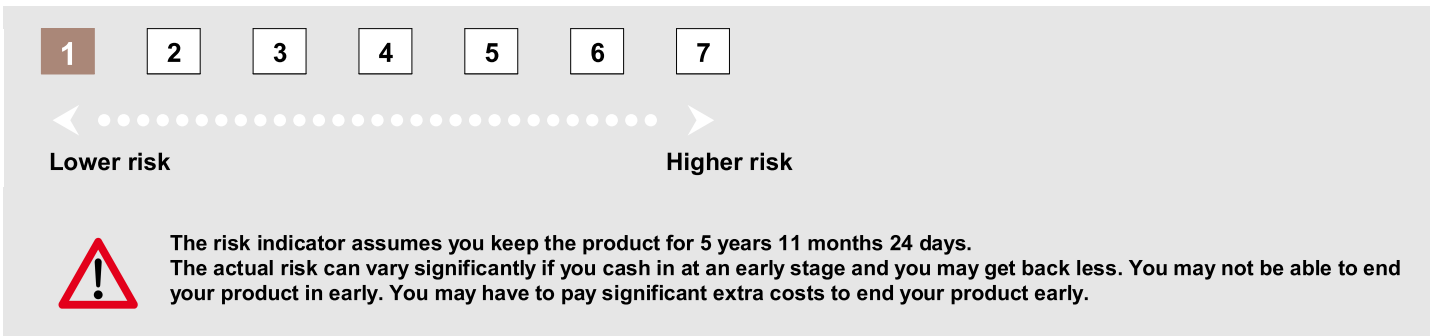 1 2 3 4 5 6 7
Lower risk Higher risk
!
The risk indicator assumes you keep the product for 5 years 11 months 24 days.
The actual risk can vary significantly if you cash in at an early stage and you may get back less. You may not be able to end
your product in early. You may have to pay significant extra costs to end your product early.